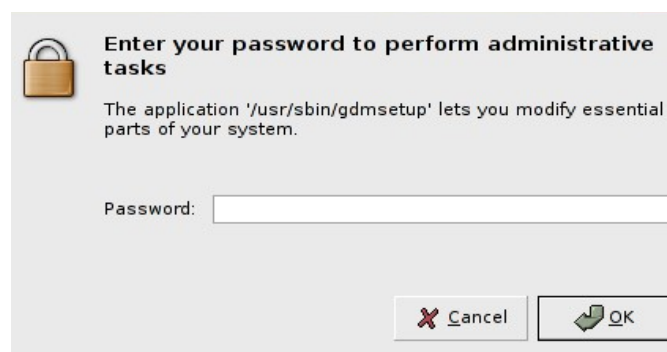 Enter your password to perform administrative
tasks
The application '/usr/sbin/gdmsetup' lets you modify essential
parts of your system.
Password:
Cancel
OK